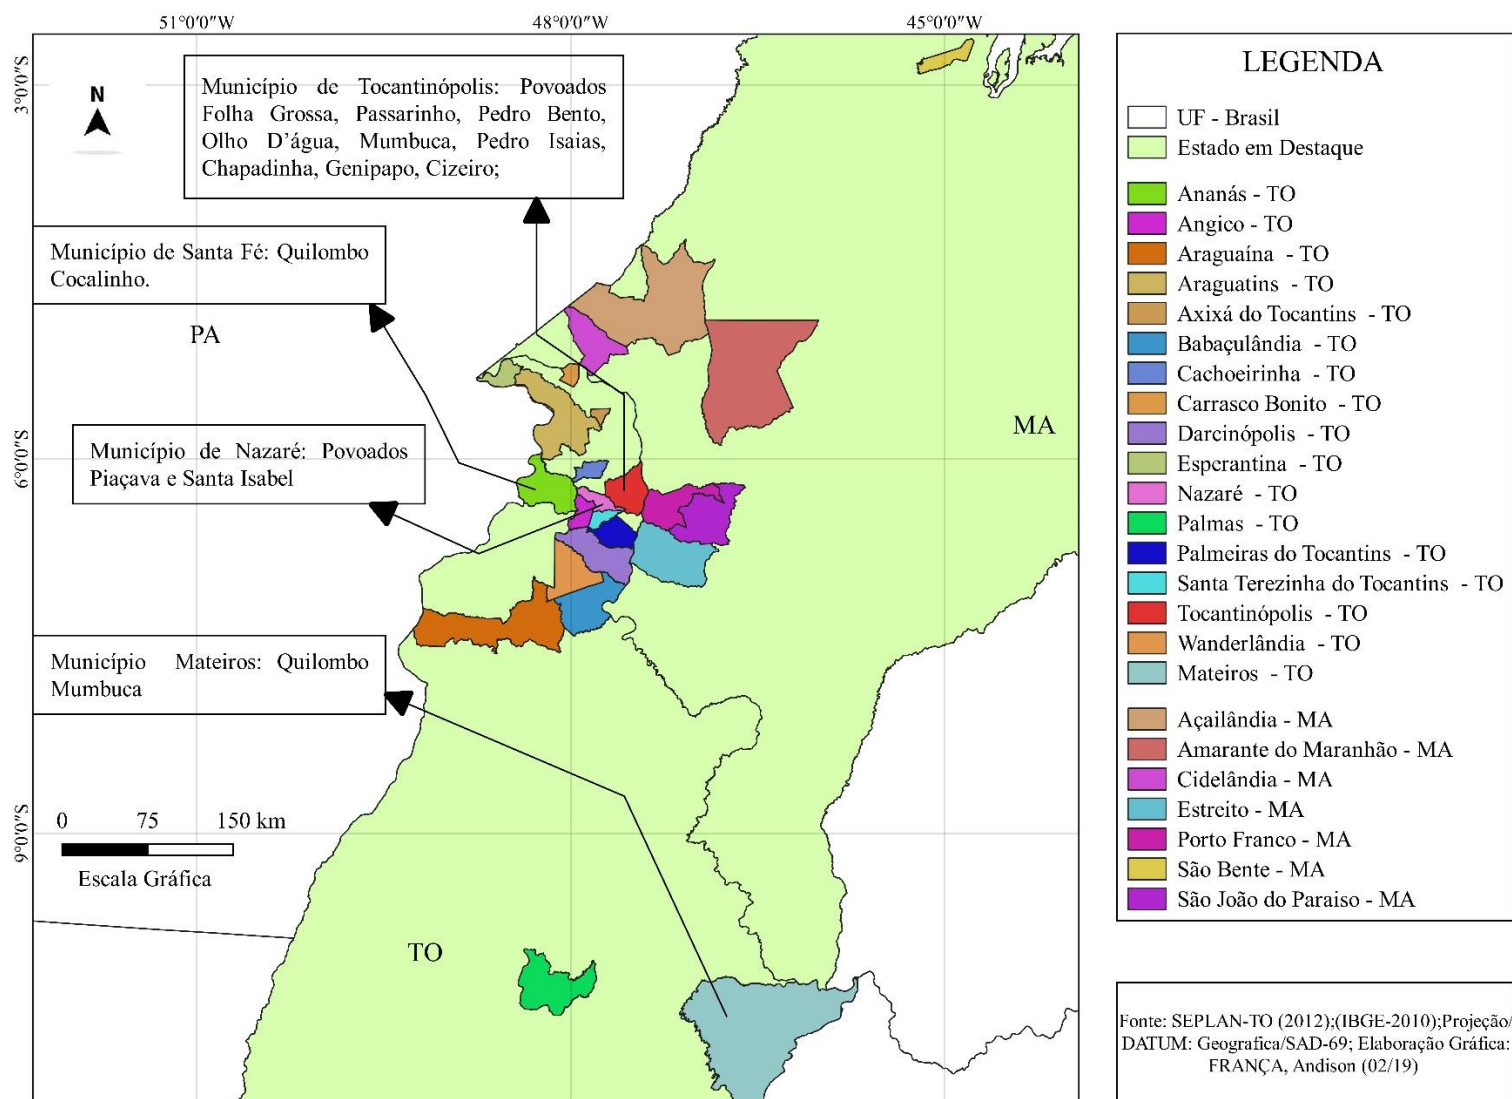 51°0'0"W
48°0'0"W
45°0'0"W
3°0'0"S
6°0'0"S
9°0'0"S
N
Município de Tocantinópolis: Povoados
Folha Grossa, Passarinho, Pedro Bento,
Olho D'água, Mumbuca, Pedro Isaias,
Chapadinha, Genipapo, Cizeiro;
Município de Santa Fé: Quilombo
Cocalinho.
PA
Município de Nazaré: Povoados
Piaçava e Santa Isabel
MA
Município Mateiros: Quilombo
Mumbuca
0 75 150 km
Escala Gráfica
TO
LEGENDA
UF - Brasil
Estado em Destaque
Ananás - TO
Angico - TO
Araguaína - TO
Araguatins - TO
Axixá do Tocantins - TO
Babaçulândia - TO
Cachoeirinha - TO
Carrasco Bonito - TO
Darcinópolis - TO
Esperantina - TO
Nazaré - TO
Palmas - TO
Palmeiras do Tocantins - TO
Santa Terezinha do Tocantins - TO
Tocantinópolis - TO
Wanderlândia - TO
Mateiros - TO
Açailândia - MA
Amarante do Maranhão - MA
Cidelândia - MA
Estreito - MA
Porto Franco - MA
São Bente - MA
São João do Paraiso - MA
Fonte: SEPLAN-TO (2012);(IBGE-2010);Projeção/
DATUM: Geografica/SAD-69; Elaboração Gráfica:
FRANÇA, Andison (02/19)